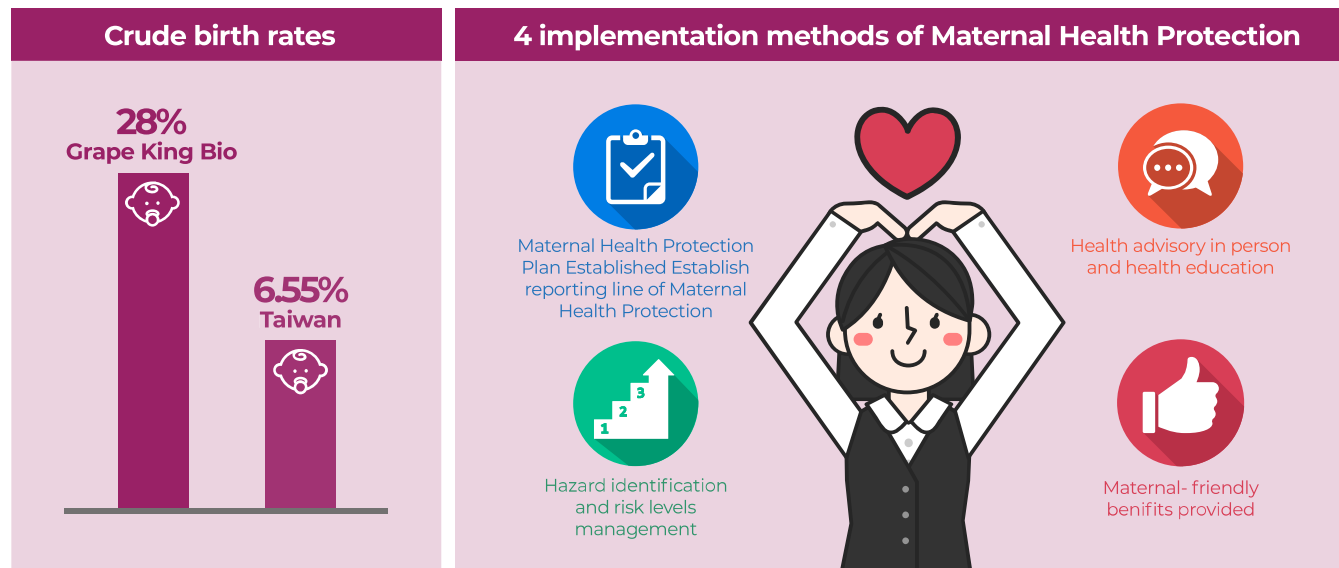 Crude birth rates
28%
Grape King Bio
6.55%
Taiwan
4 implementation methods of Maternal Health Protection
Maternal Health Protection
Plan Established Establish
reporting line of Maternal
Health Protection
1
2
3
Hazard identification
and risk levels
management
Health advisory in person
and health education
Maternal- friendly
benifits provided